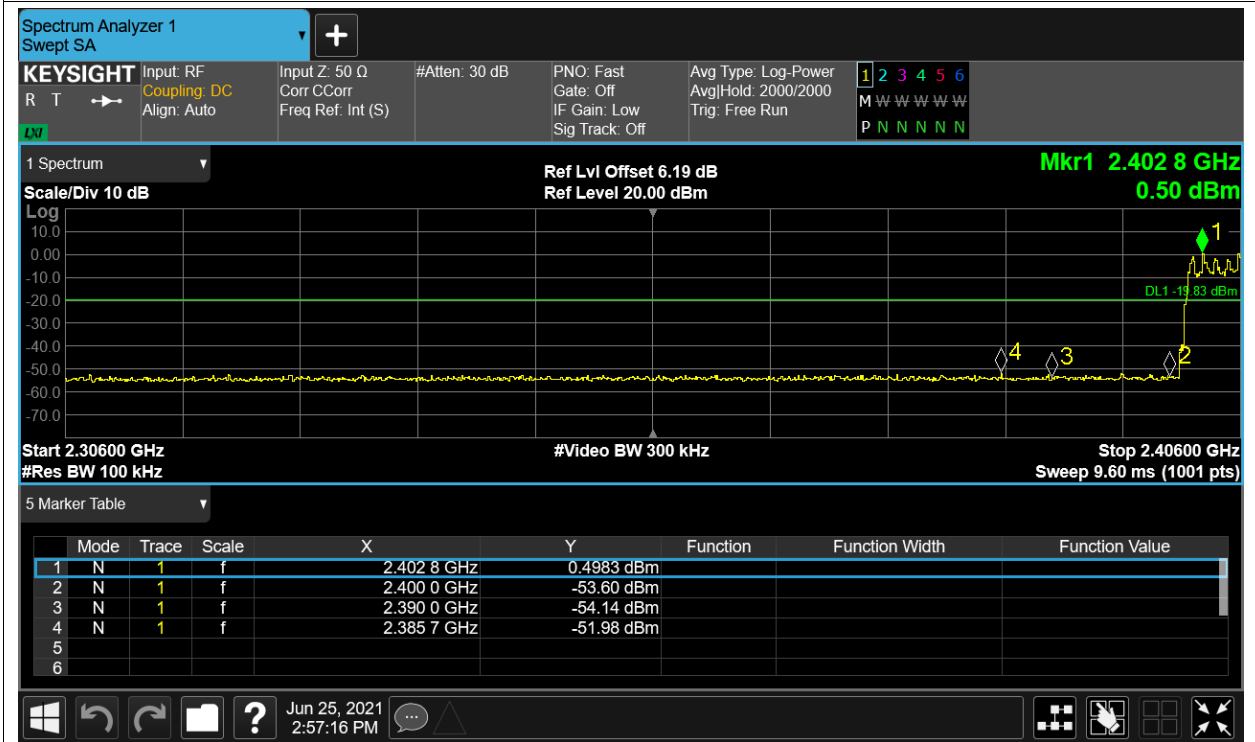 Spectrum Analyzer 1
Swept SA
KEYSIGHT Input: RF Input Z: 50 Ω #Atten: 30 dB PNO: Fast Avg Type: Log-Power 1 2 3 4 5 6
R T Coupling: DC Corr CCorr Gate: Off Avg|Hold: 2000/2000 M W W W W W
Align: Auto Freq Ref: Int (S) IF Gain: Low Trig: Free Run
LXI Sig Track: Off P N N N N N
1 Spectrum Ref Lvl Offset 6.19 dB Mkr1 2.402 8 GHz
Scale/Div 10 dB Ref Level 20.00 dBm 0.50 dBm
Log
10.0 1
0.00
-10.0
DL1 -19.83 dBm
-20.0
-30.0
-40.0 4 3 2
-50.0
-60.0
-70.0
Start 2.30600 GHz #Video BW 300 kHz Stop 2.40600 GHz
#Res BW 100 kHz Sweep 9.60 ms (1001 pts)
5 Marker Table
Mode Trace Scale X Y Function Function Width Function Value
1 N 1 f 2.402 8 GHz 0.4983 dBm
2 N 1 f 2.400 0 GHz -53.60 dBm
3 N 1 f 2.390 0 GHz -54.14 dBm
4 N 1 f 2.385 7 GHz -51.98 dBm
5
6
? Jun 25, 2021
2:57:16 PM